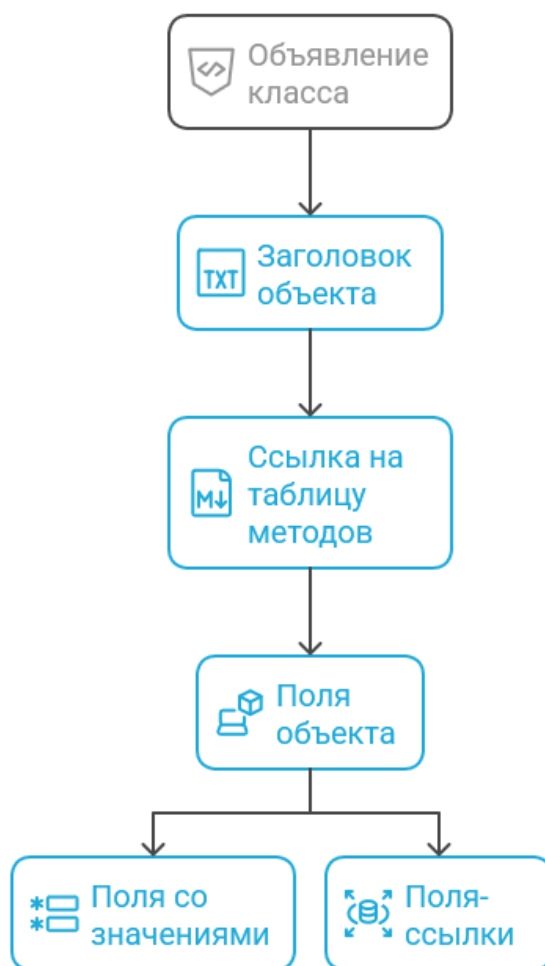 Объявление
класса
TXT
Заголовок
объекта
M
Ссылка на
таблицу
методов
Поля
объекта
Поля со
значениями
Поля-
ссылки